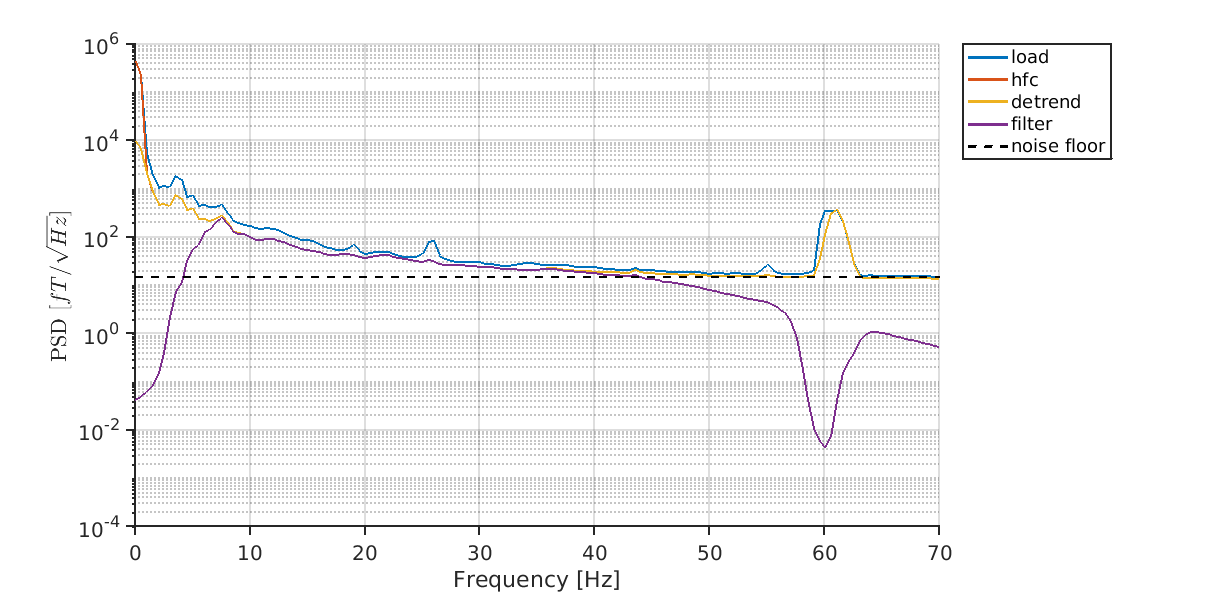 10^6
10^4
10^2
10^0
10^-2
10^-4
PSD [fT/√Hz]
0 10 20 30 40 50 60 70
Frequency [Hz]
load
hfc
detrend
filter
noise floor